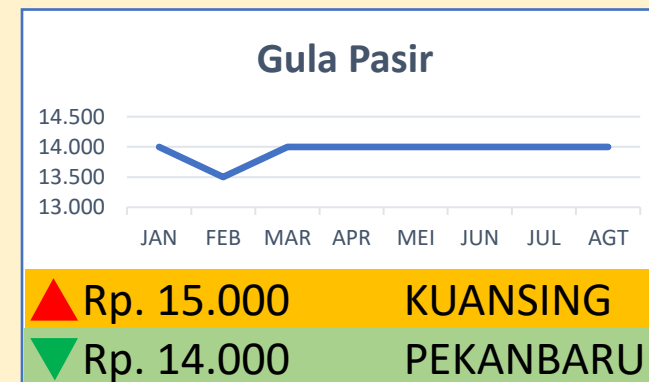 Gula Pasir
14.500
14.000
13.500
13.000
JAN FEB MAR APR MEI JUN JUL AGT
Rp. 15.000 KUANSING
Rp. 14.000 PEKANBARU